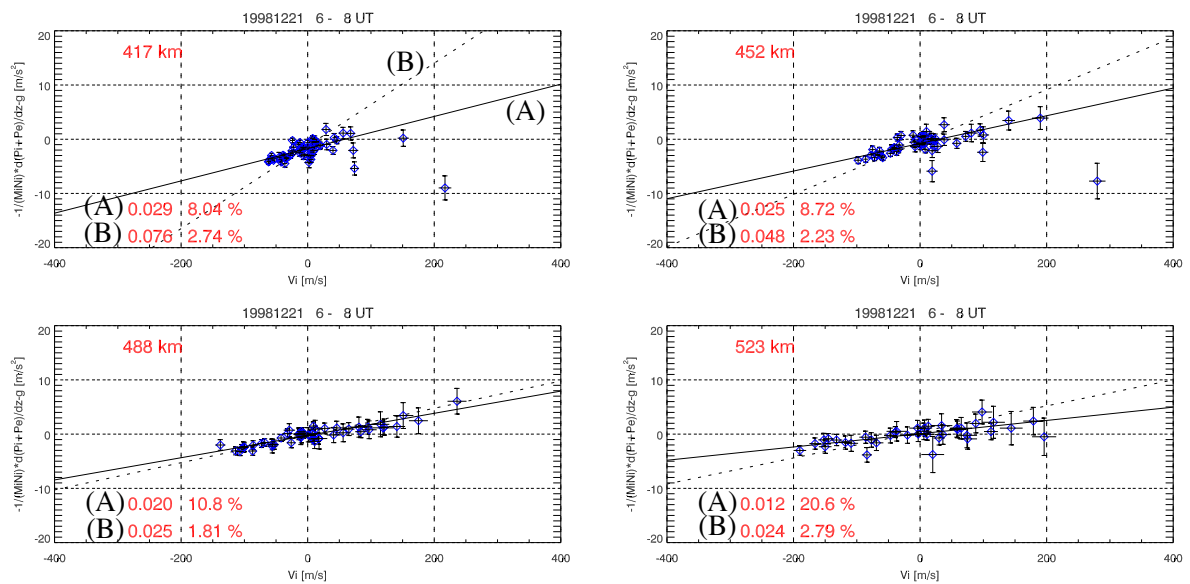 19981221 6 - 8 UT
417 km
(B)
(A)
(A) 0.029 8.04 %
(B) 0.076 2.74 %
-1/(MiNi)*d(Pi+Pe)/dz-g [m/s²]
20
10
0
-10
-20
-400 -200 0 200 400
Vi [m/s]
19981221 6 - 8 UT
452 km
(A) 0.025 8.72 %
(B) 0.048 2.23 %
-1/(MiNi)*d(Pi+Pe)/dz-g [m/s²]
20
10
0
-10
-20
-400 -200 0 200 400
Vi [m/s]
19981221 6 - 8 UT
488 km
(A) 0.020 10.8 %
(B) 0.025 1.81 %
-1/(MiNi)*d(Pi+Pe)/dz-g [m/s²]
20
10
0
-10
-20
-400 -200 0 200 400
Vi [m/s]
19981221 6 - 8 UT
523 km
(A) 0.012 20.6 %
(B) 0.024 2.79 %
-1/(MiNi)*d(Pi+Pe)/dz-g [m/s²]
20
10
0
-10
-20
-400 -200 0 200 400
Vi [m/s]